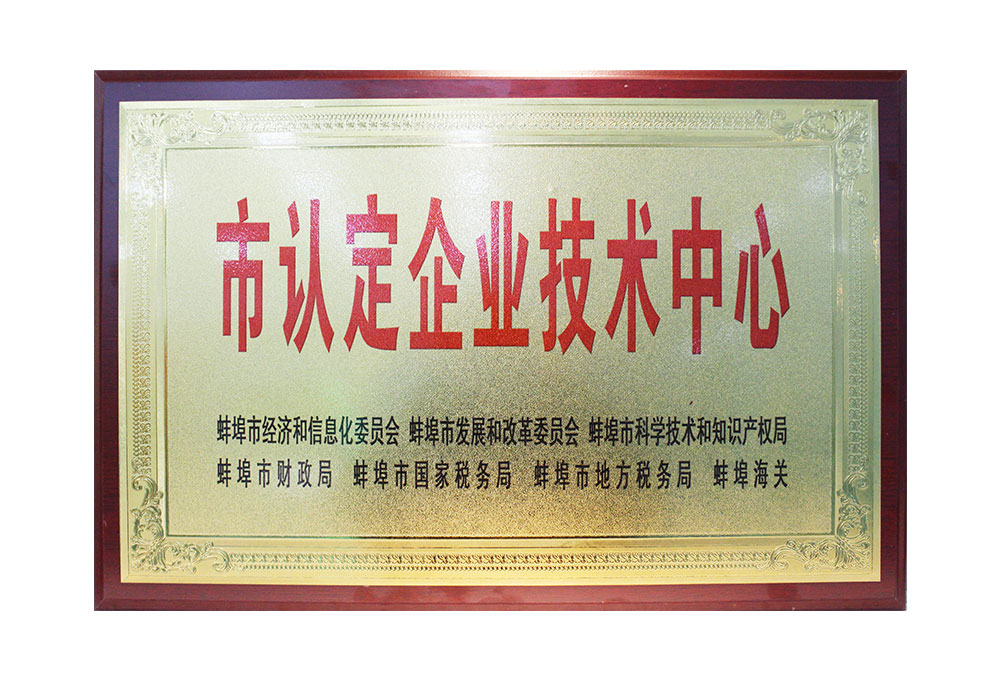 市认定企业技术中心
蚌埠市经济和信息化委员会 蚌埠市发展和改革委员会 蚌埠市科学技术和知识产权局
蚌埠市财政局 蚌埠市国家税务局 蚌埠市地方税务局 蚌埠海关